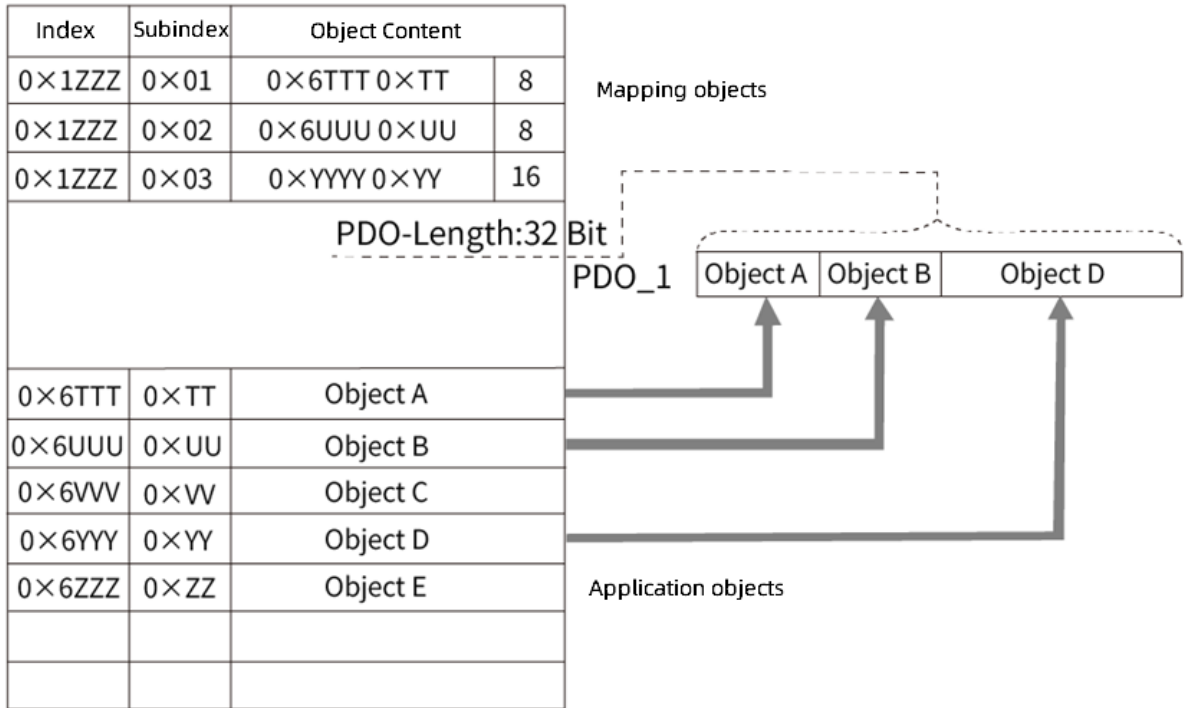 Index Subindex Object Content
0×1ZZZ 0×01 0×6TTT 0×TT 8
Mapping objects
0×1ZZZ 0×02 0×6UUU 0×UU 8
0×1ZZZ 0×03 0×YYYY 0×YY 16
PDO-Length:32 Bit
PDO_1 Object A Object B Object D
0×6TTT 0×TT Object A
0×6UUU 0×UU Object B
0×6VVV 0×VV Object C
0×6YYY 0×YY Object D
0×6ZZZ 0×ZZ Object E
Application objects